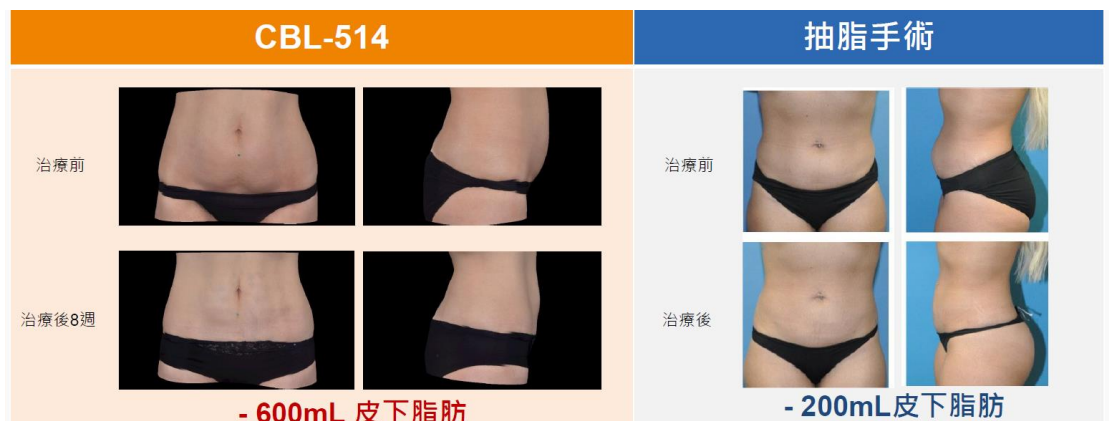 CBL-514
抽脂手術
治療前
治療前
治療後8週
治療後
- 600mL 皮下脂肪
- 200mL皮下脂肪